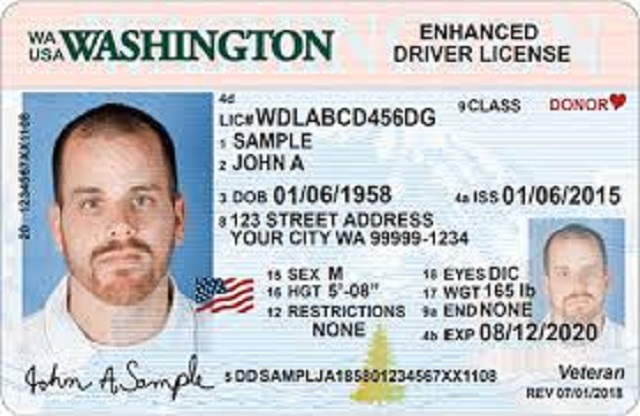 WA
USA WASHINGTON
ENHANCED
DRIVER LICENSE
4d
LIC# WDLABCD456DG
9 CLASS
DONOR
1 SAMPLE
2 JOHN A
3 DOB 01/06/1958
4a ISS 01/06/2015
8 123 STREET ADDRESS
YOUR CITY WA 99999-1234
15 SEX M
18 EYES DIC
16 HGT 5'-08"
17 WGT 165 lb
12 RESTRICTIONS
NONE
9a END NONE
4b EXP 08/12/2020
20 1234567XX1108
John A Sample
5 DD SAMPLJA185801234567XX1108
Veteran
REV 07/01/2018